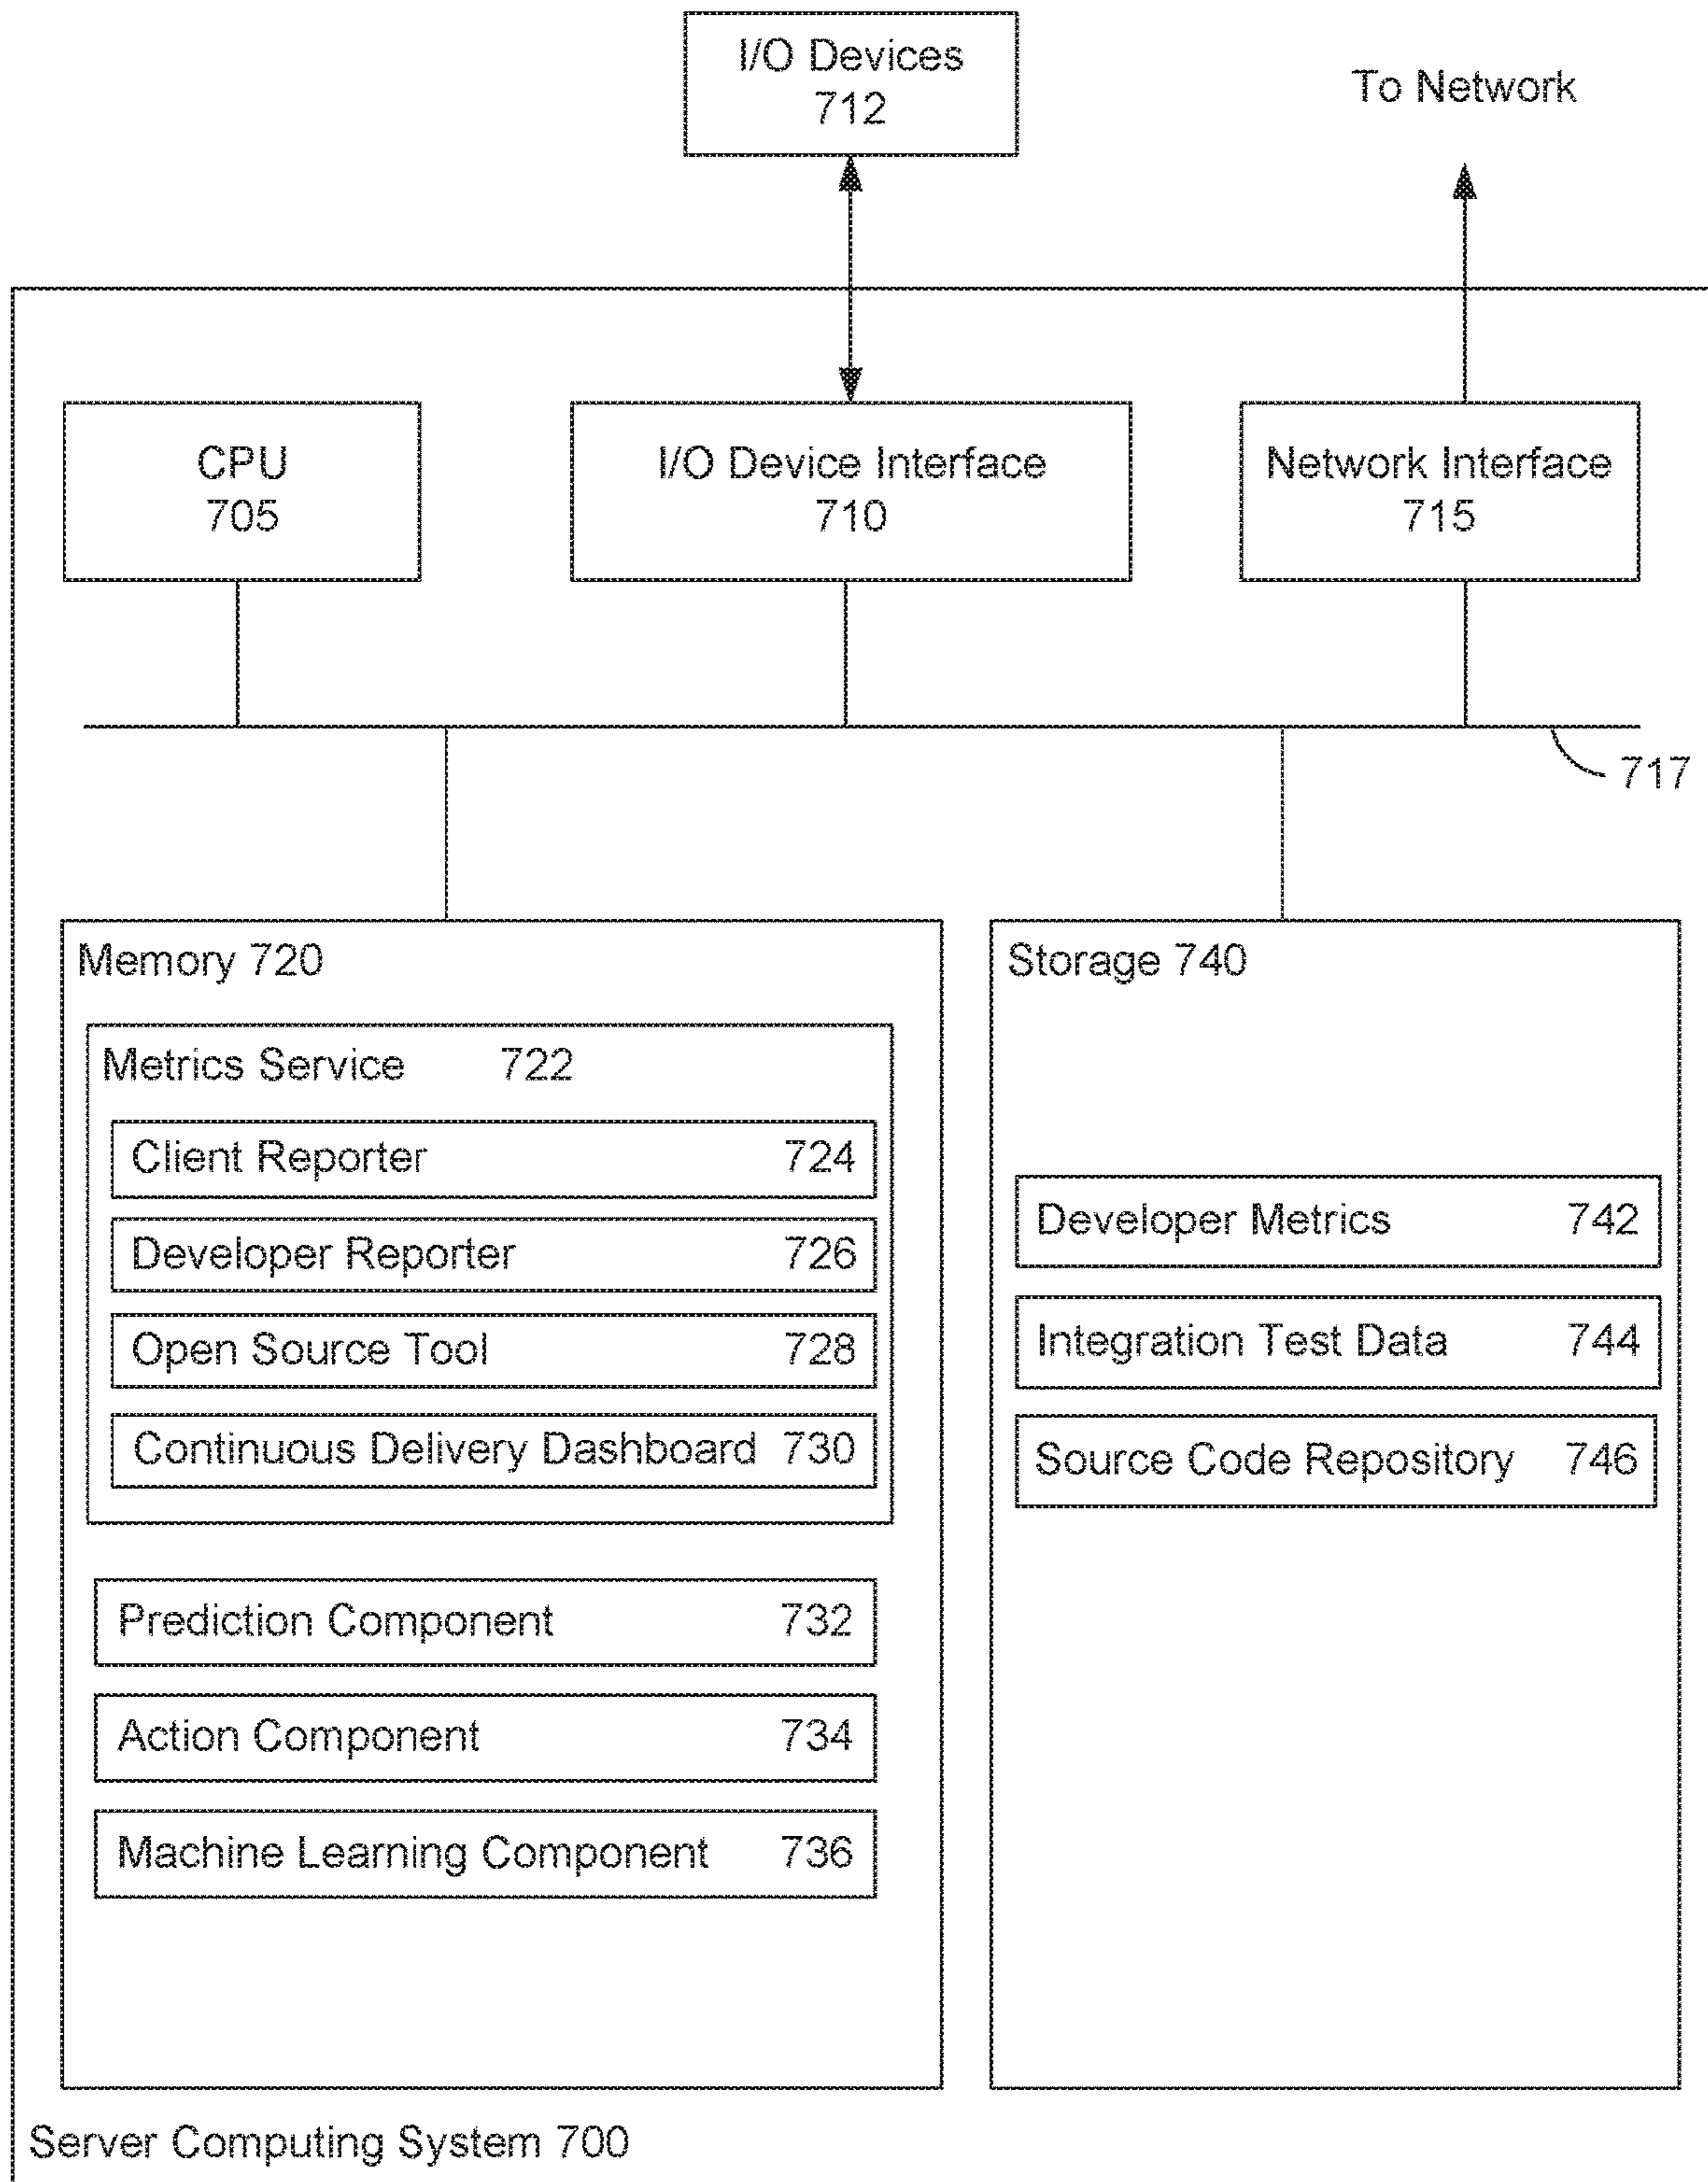 I/O Devices
712
To Network
CPU
705
I/O Device Interface
710
Network Interface
715
717
Memory 720
Metrics Service 722
Client Reporter 724
Developer Reporter 726
Open Source Tool 728
Continuous Delivery Dashboard 730
Prediction Component 732
Action Component 734
Machine Learning Component 736
Storage 740
Developer Metrics 742
Integration Test Data 744
Source Code Repository 746
Server Computing System 700